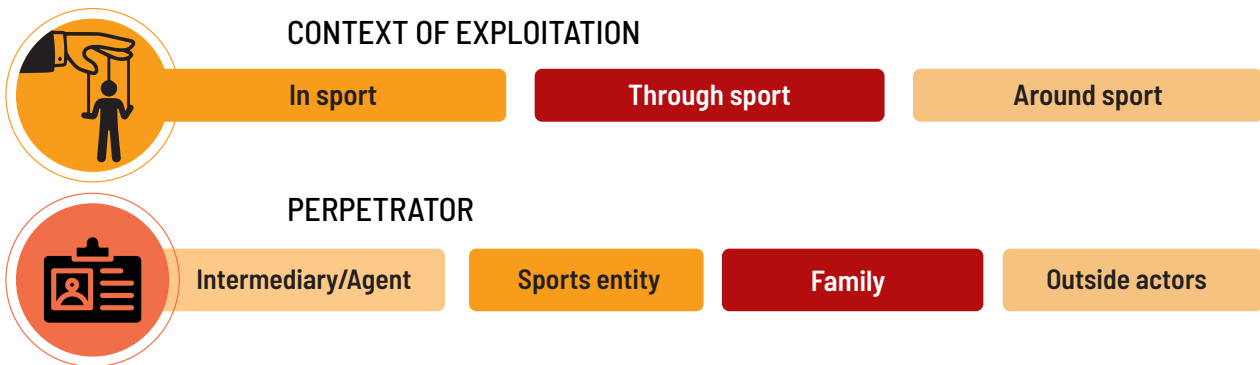 CONTEXT OF EXPLOITATION
In sport Through sport Around sport
PERPETRATOR
Intermediary/Agent Sports entity Family Outside actors